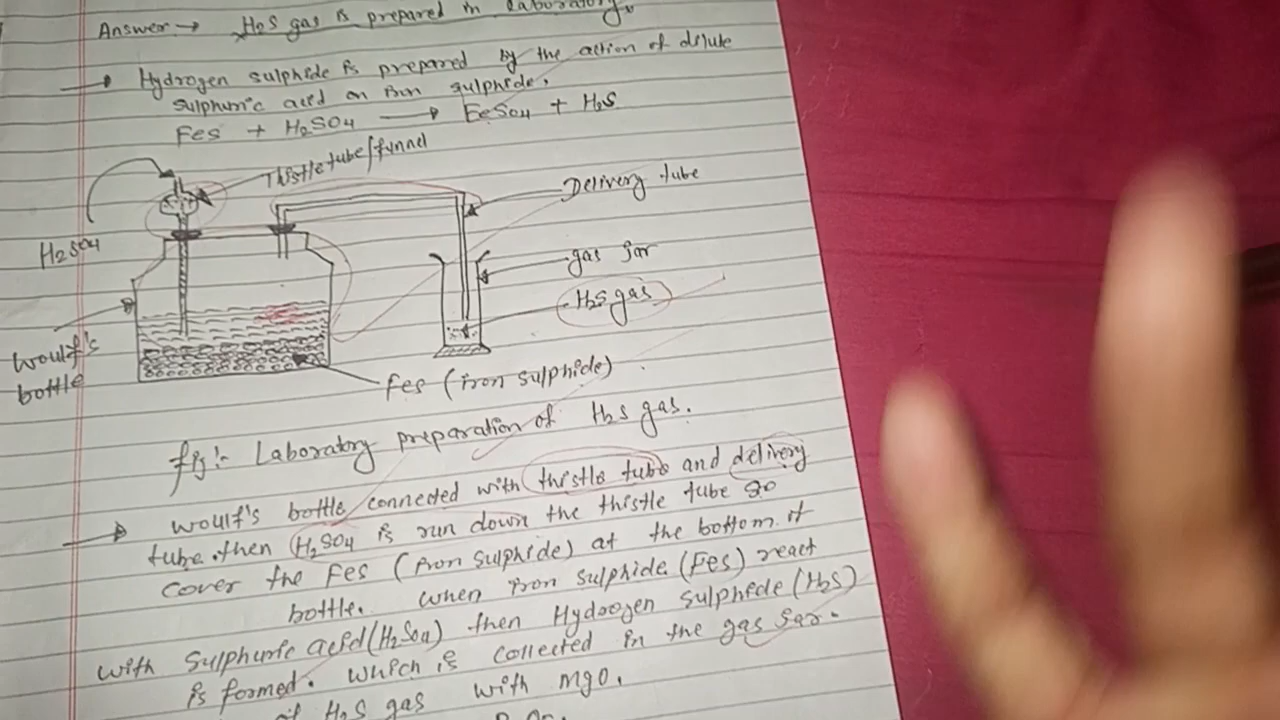 Answer → H2S gas is prepared in laboratory.
→ Hydrogen sulphide is prepared by the action of dilute
sulphuric acid on iron sulphide.
Fes + H2SO4 → FeSO4 + H2S
Thistle tube/funnel
Delivery tube
H2SO4
gas jar
H2S gas
Woulf's
bottle
Fes (iron sulphide)
fig:- Laboratory preparation of H2S gas.
→ Woulf's bottle connected with thistle tube and delivery
tube. then H2SO4 is run down the thistle tube so
cover the Fes (iron sulphide) at the bottom it
bottle. When iron sulphide (Fes) react
with sulphuric acid (H2SO4) then Hydrogen sulphide (H2S)
is formed. Which is collected in the gas jar.
of H2S gas with mgo.